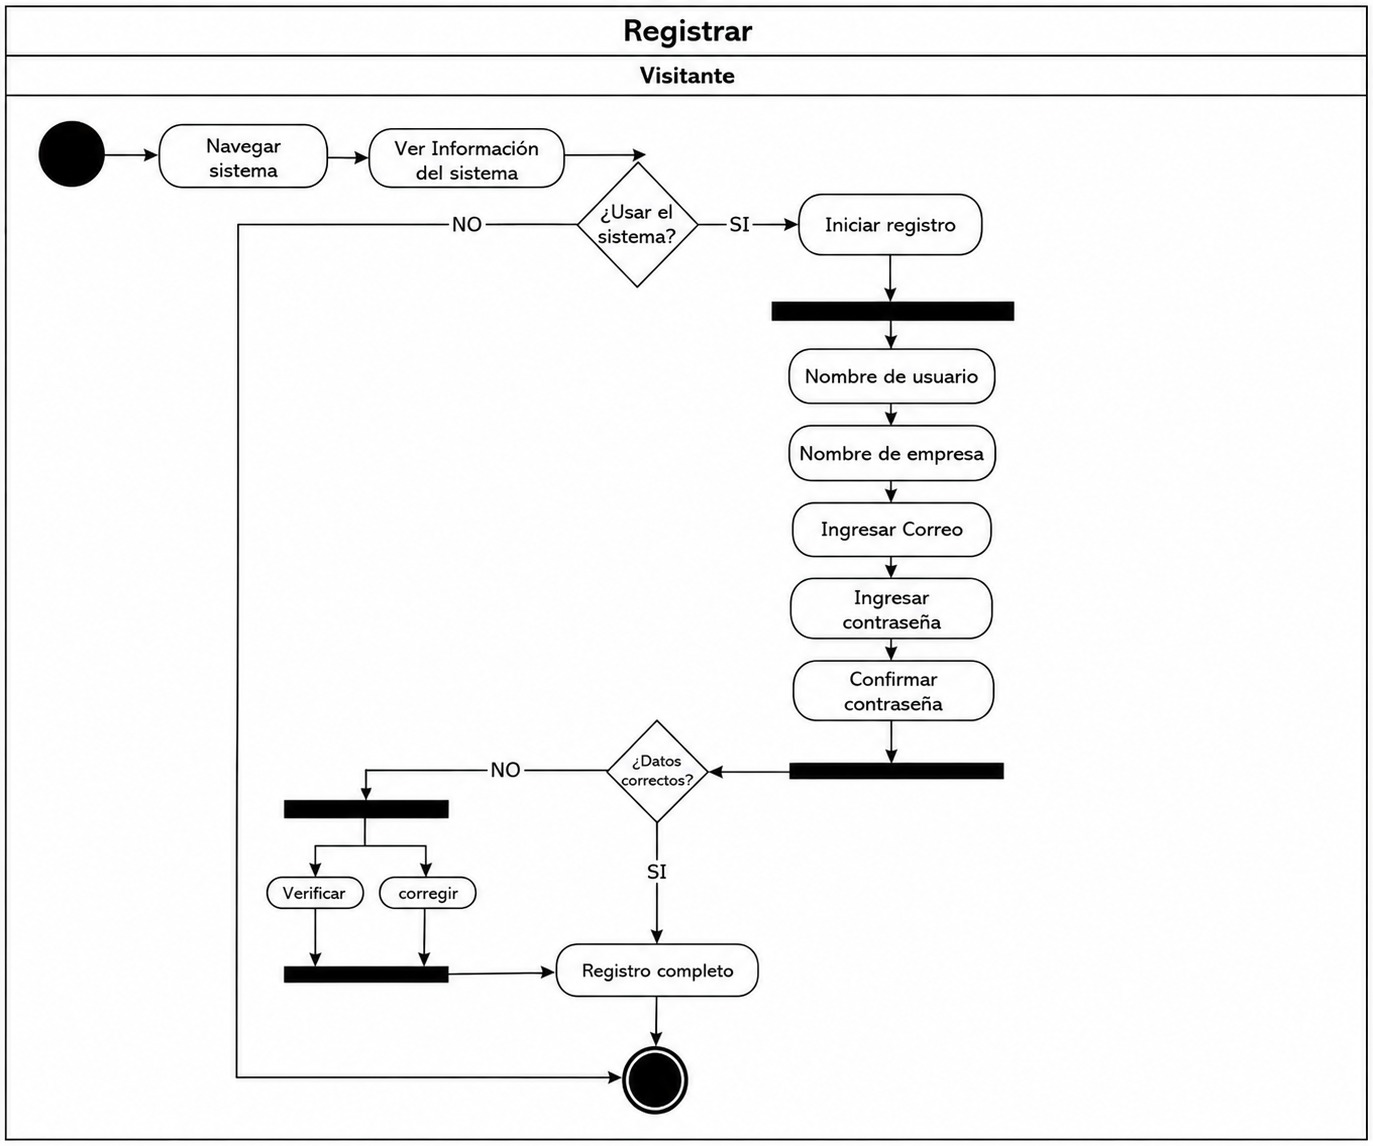 Registrar
Visitante
Navegar
sistema
Ver Información
del sistema
¿Usar el
sistema?
NO
SI
Iniciar registro
Nombre de usuario
Nombre de empresa
Ingresar Correo
Ingresar
contraseña
Confirmar
contraseña
¿Datos
correctos?
NO
SI
Verificar
corregir
Registro completo